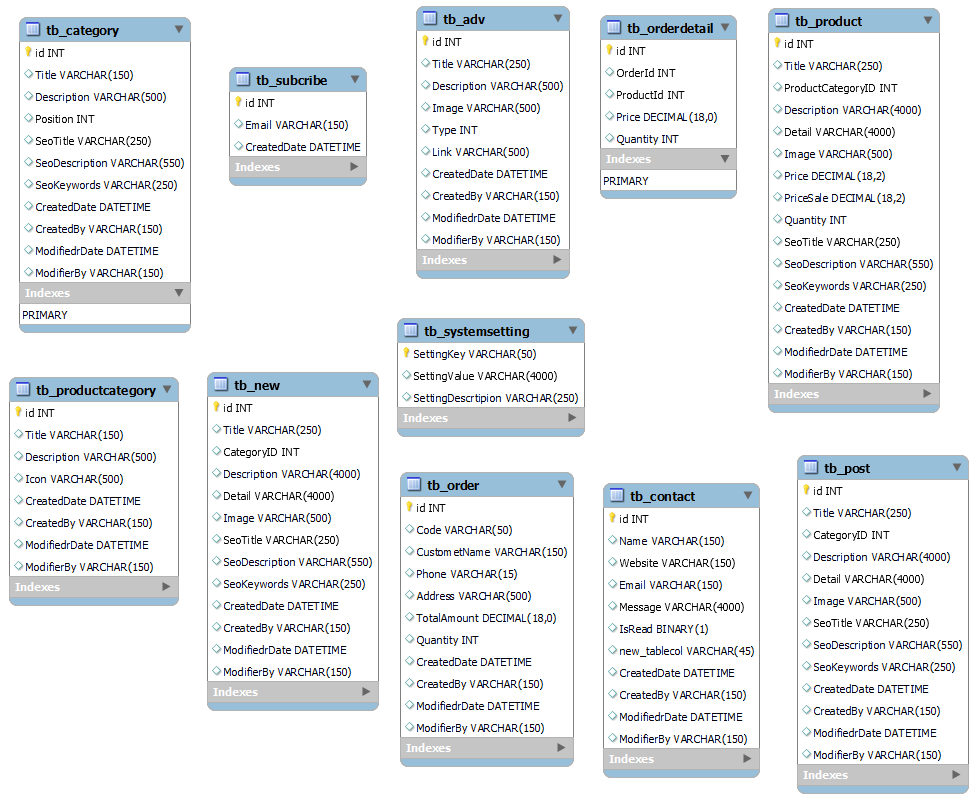 tb_category
id INT
Title VARCHAR(150)
Description VARCHAR(500)
Position INT
SeoTitle VARCHAR(250)
SeoDescription VARCHAR(550)
SeoKeywords VARCHAR(250)
CreatedDate DATETIME
CreatedBy VARCHAR(150)
ModifiedrDate DATETIME
ModifierBy VARCHAR(150)
Indexes
PRIMARY
tb_subcribe
id INT
Email VARCHAR(150)
CreatedDate DATETIME
Indexes
tb_adv
id INT
Title VARCHAR(250)
Description VARCHAR(500)
Image VARCHAR(500)
Type INT
Link VARCHAR(500)
CreatedDate DATETIME
CreatedBy VARCHAR(150)
ModifiedrDate DATETIME
ModifierBy VARCHAR(150)
Indexes
tb_orderdetail
id INT
OrderId INT
ProductId INT
Price DECIMAL(18,0)
Quantity INT
Indexes
PRIMARY
tb_product
id INT
Title VARCHAR(250)
ProductCategoryID INT
Description VARCHAR(4000)
Detail VARCHAR(4000)
Image VARCHAR(500)
Price DECIMAL(18,2)
PriceSale DECIMAL(18,2)
Quantity INT
SeoTitle VARCHAR(250)
SeoDescription VARCHAR(550)
SeoKeywords VARCHAR(250)
CreatedDate DATETIME
CreatedBy VARCHAR(150)
ModifiedrDate DATETIME
ModifierBy VARCHAR(150)
Indexes
tb_systemsetting
SettingKey VARCHAR(50)
SettingValue VARCHAR(4000)
SettingDescrtipion VARCHAR(250)
Indexes
tb_productcategory
id INT
Title VARCHAR(150)
Description VARCHAR(500)
Icon VARCHAR(500)
CreatedDate DATETIME
CreatedBy VARCHAR(150)
ModifiedrDate DATETIME
ModifierBy VARCHAR(150)
Indexes
tb_new
id INT
Title VARCHAR(250)
CategoryID INT
Description VARCHAR(4000)
Detail VARCHAR(4000)
Image VARCHAR(500)
SeoTitle VARCHAR(250)
SeoDescription VARCHAR(550)
SeoKeywords VARCHAR(250)
CreatedDate DATETIME
CreatedBy VARCHAR(150)
ModifiedrDate DATETIME
ModifierBy VARCHAR(150)
Indexes
tb_order
id INT
Code VARCHAR(50)
CustometName VARCHAR(150)
Phone VARCHAR(15)
Address VARCHAR(500)
TotalAmount DECIMAL(18,0)
Quantity INT
CreatedDate DATETIME
CreatedBy VARCHAR(150)
ModifiedrDate DATETIME
ModifierBy VARCHAR(150)
Indexes
tb_contact
id INT
Name VARCHAR(150)
Website VARCHAR(150)
Email VARCHAR(150)
Message VARCHAR(4000)
IsRead BINARY(1)
new_tablecol VARCHAR(45)
CreatedDate DATETIME
CreatedBy VARCHAR(150)
ModifiedrDate DATETIME
ModifierBy VARCHAR(150)
Indexes
tb_post
id INT
Title VARCHAR(250)
CategoryID INT
Description VARCHAR(4000)
Detail VARCHAR(4000)
Image VARCHAR(500)
SeoTitle VARCHAR(250)
SeoDescription VARCHAR(550)
SeoKeywords VARCHAR(250)
CreatedDate DATETIME
CreatedBy VARCHAR(150)
ModifiedrDate DATETIME
ModifierBy VARCHAR(150)
Indexes